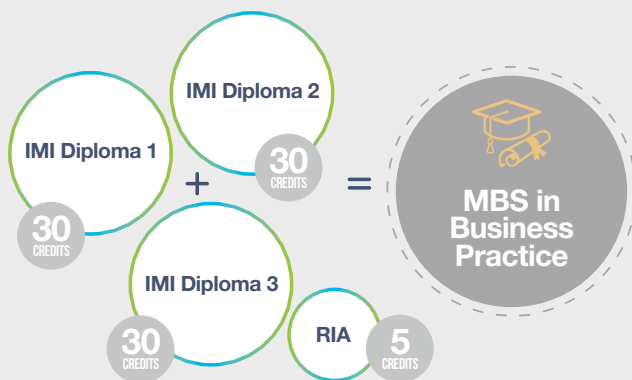 IMI Diploma 1
30
CREDITS
+
IMI Diploma 2
30
CREDITS
IMI Diploma 3
30
CREDITS
RIA
5
CREDITS
=
MBS in
Business
Practice